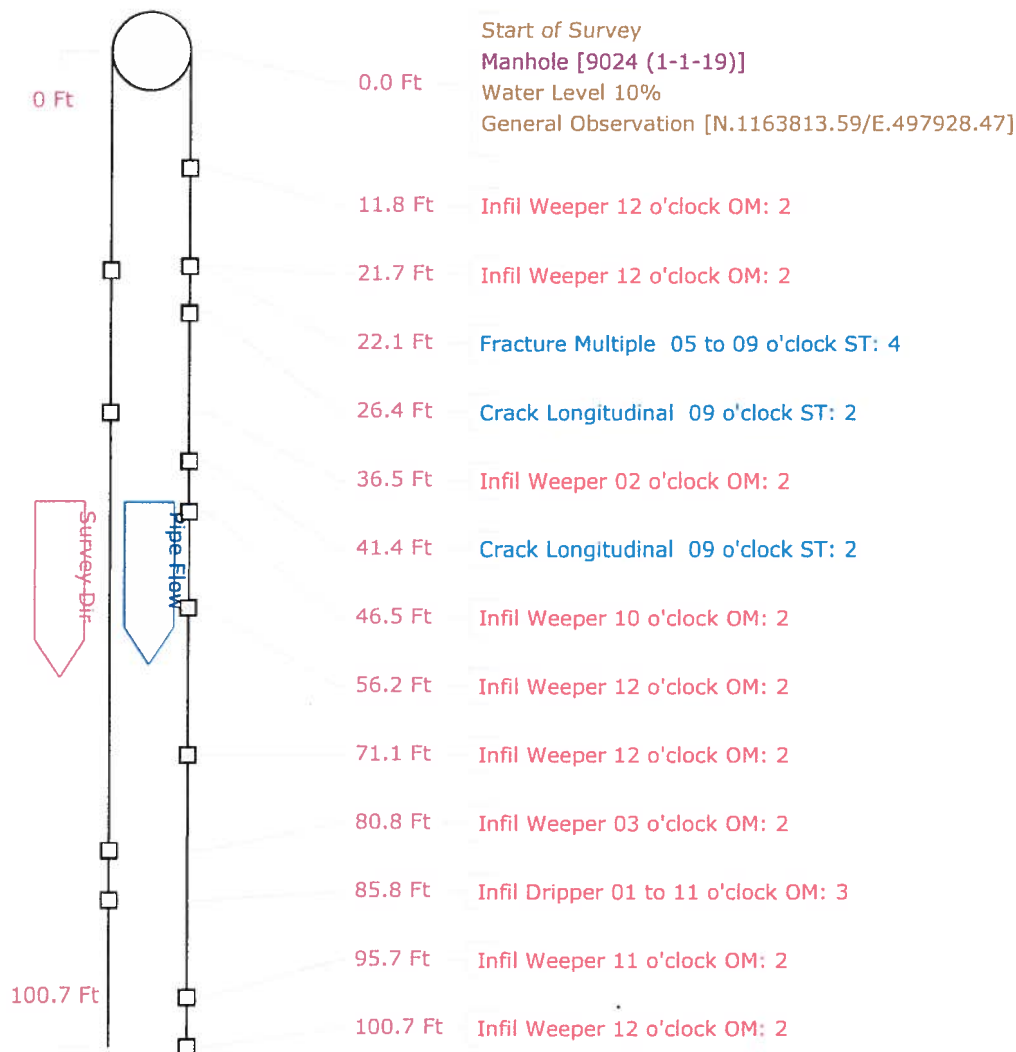 Start of Survey
Manhole [9024 (1-1-19)]
0.0 Ft
Water Level 10%
0 Ft
General Observation [N.1163813.59/E.497928.47]
11.8 Ft Infil Weeper 12 o'clock OM: 2
21.7 Ft Infil Weeper 12 o'clock OM: 2
22.1 Ft Fracture Multiple 05 to 09 o'clock ST: 4
26.4 Ft Crack Longitudinal 09 o'clock ST: 2
36.5 Ft Infil Weeper 02 o'clock OM: 2
Survey Dir
Pipe Flow
41.4 Ft Crack Longitudinal 09 o'clock ST: 2
46.5 Ft Infil Weeper 10 o'clock OM: 2
56.2 Ft Infil Weeper 12 o'clock OM: 2
71.1 Ft Infil Weeper 12 o'clock OM: 2
80.8 Ft Infil Weeper 03 o'clock OM: 2
85.8 Ft Infil Dripper 01 to 11 o'clock OM: 3
95.7 Ft Infil Weeper 11 o'clock OM: 2
100.7 Ft
100.7 Ft Infil Weeper 12 o'clock OM: 2